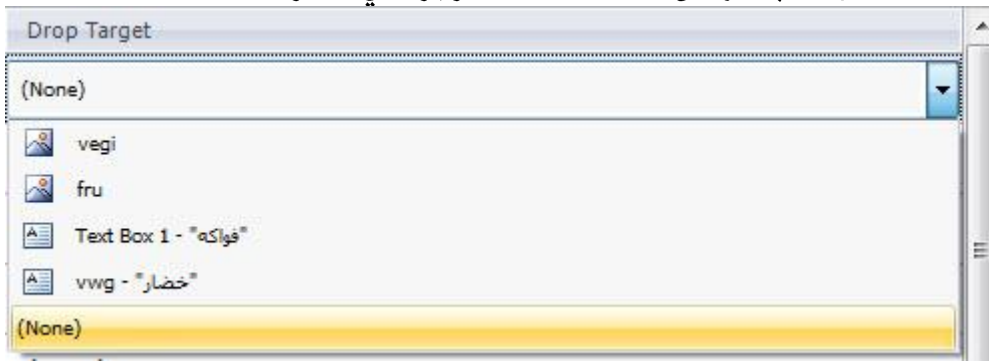 Drop Target
(None)
vegi
fru
Text Box 1 - "فواكه"
vwg - "خضار"
(None)